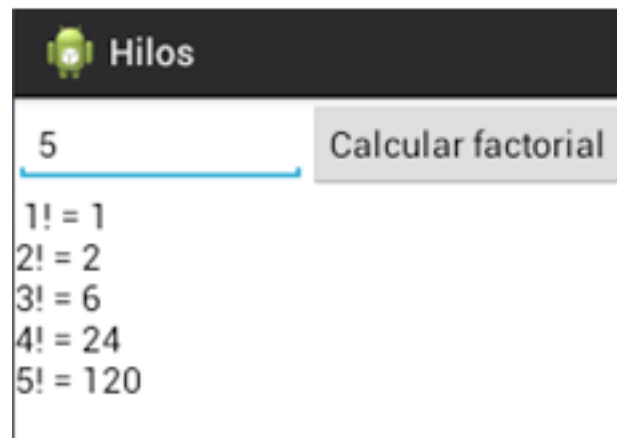 Hilos
5 Calcular factorial
1! = 1
2! = 2
3! = 6
4! = 24
5! = 120